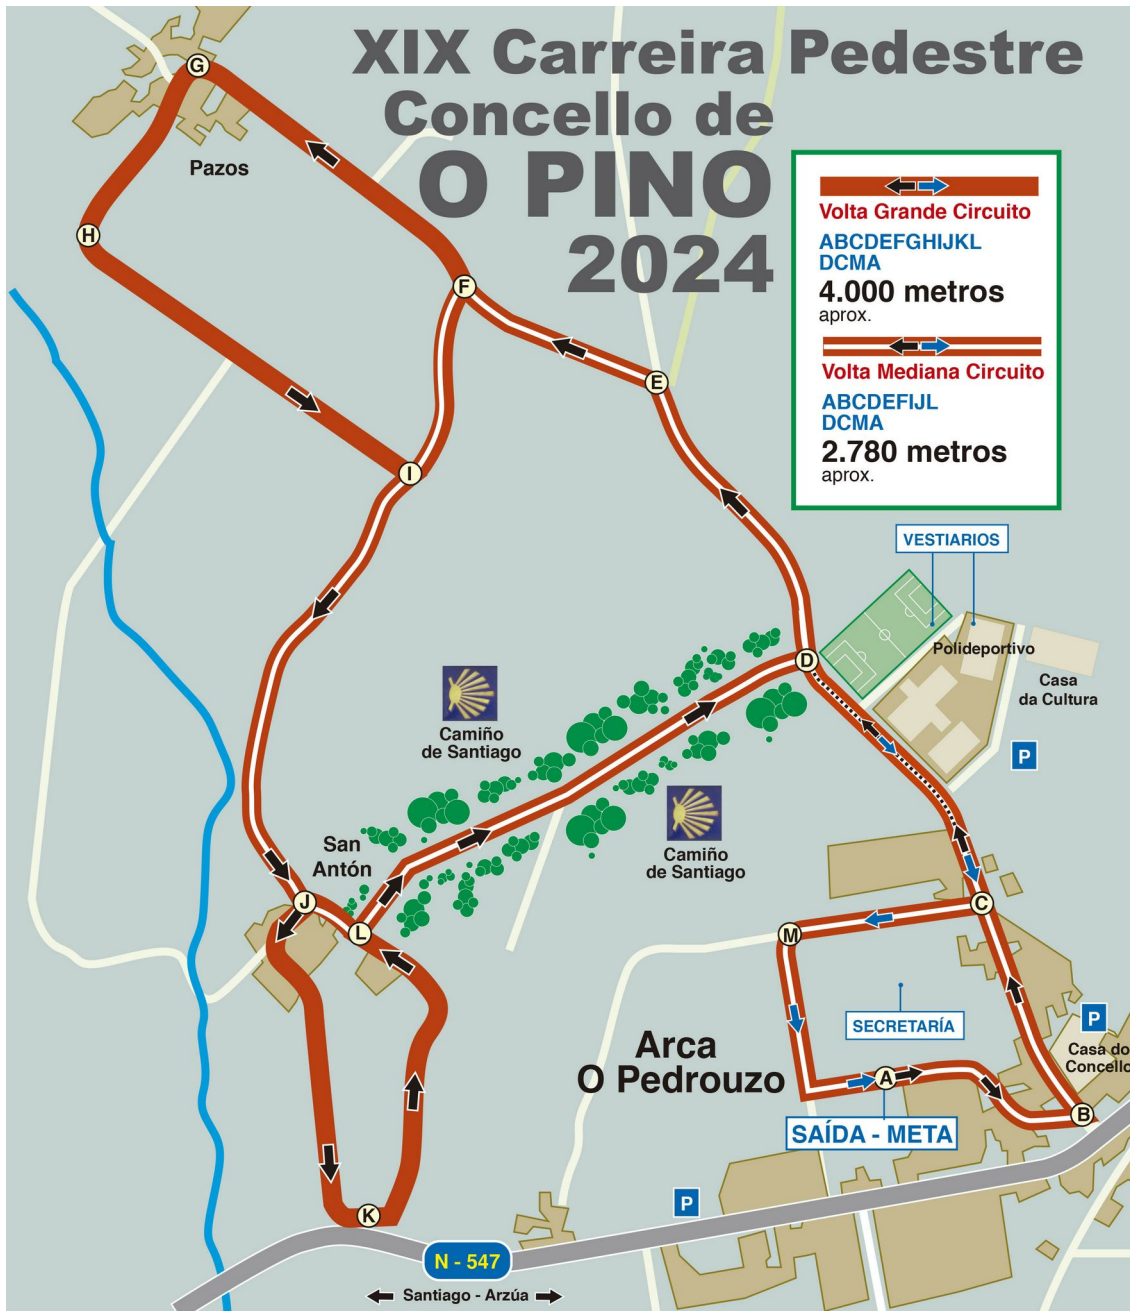 XIX Carreira Pedestre
Concello de
O PINO
2024
G
Pazos
H
F
E
I
D
Volta Grande Circuito
ABCDEFGHIJKL
DCMA
4.000 metros
aprox.
Volta Mediana Circuito
ABCDEFIJL
DCMA
2.780 metros
aprox.
VESTIARIOS
Polideportivo
Casa
da Cultura
P
Camiño
de Santiago
Camiño
de Santiago
San
Antón
J
L
C
M
SECRETARÍA
P
Casa do
Concello
Arca
O Pedrouzo
A
B
SAÍDA - META
K
P
N - 547
Santiago - Arzúa